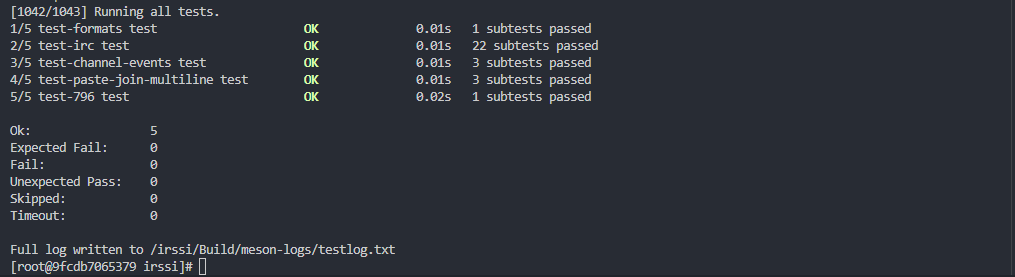 [1042/1043] Running all tests.
1/5 test-formats test                     OK              0.01s   1 subtests passed
2/5 test-irc test                         OK              0.01s   22 subtests passed
3/5 test-channel-events test              OK              0.01s   3 subtests passed
4/5 test-paste-join-multiline test        OK              0.01s   3 subtests passed
5/5 test-796 test                         OK              0.02s   1 subtests passed

Ok:                 5
Expected Fail:      0
Fail:               0
Unexpected Pass:    0
Skipped:            0
Timeout:            0

Full log written to /irssi/Build/meson-logs/testlog.txt
[root@9fcdb7065379 irssi]#